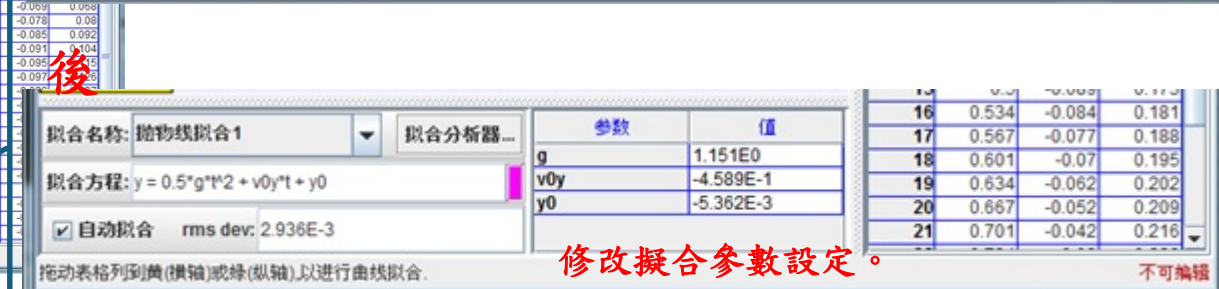 -0.069 0.068
-0.078 0.08
-0.085 0.092
-0.091 0.104
-0.095
-0.097
後
16 0.534 -0.084 0.181
17 0.567 -0.077 0.188
18 0.601 -0.07 0.195
19 0.634 -0.062 0.202
20 0.667 -0.052 0.209
21 0.701 -0.042 0.216
拟合名称: 抛物线拟合1 拟合分析器...
参数 值
拟合方程: y = 0.5*g*t^2 + v0y*t + y0
g 1.151E0
v0y -4.589E-1
y0 -5.362E-3
自动拟合 rms dev: 2.936E-3
修改擬合參數設定。
拖动表格列到黄(横轴)或绿(纵轴),以进行曲线拟合.
不可编辑